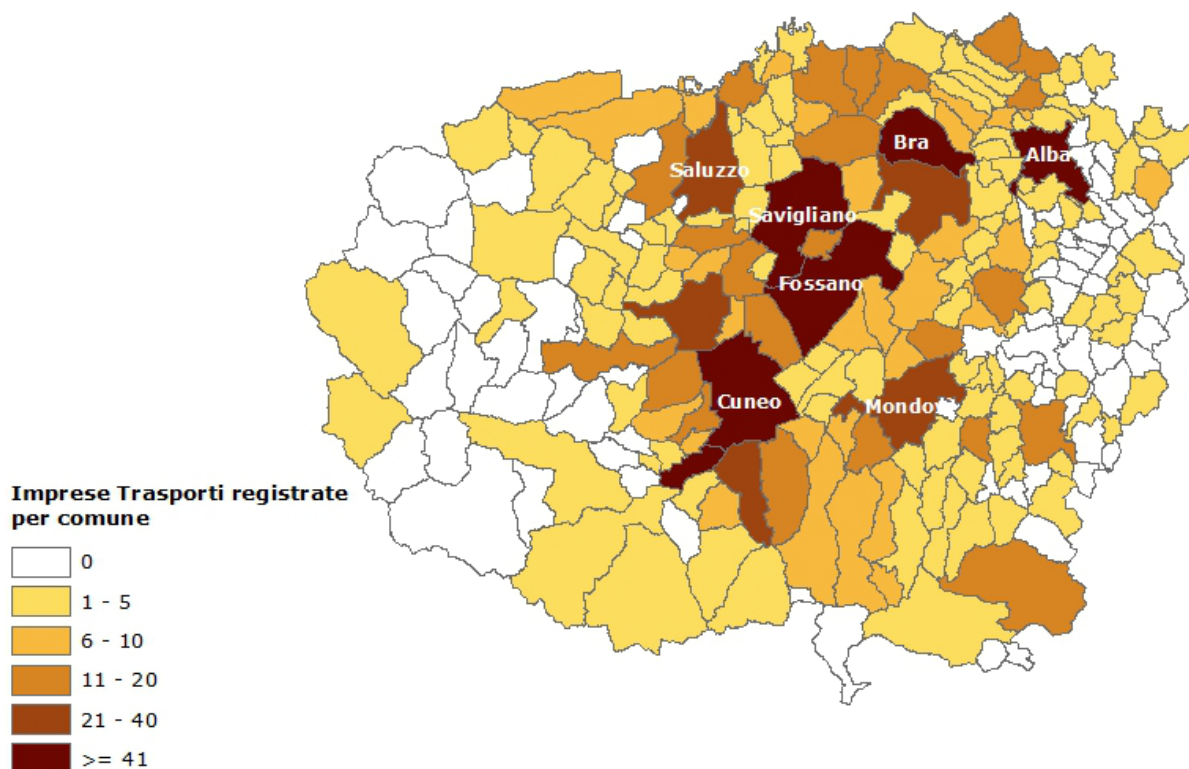 Bra
Alba
Saluzzo
Savigliano
Fossano
Cuneo
Mondovì
Imprese Trasporti registrate
per comune
0
1 - 5
6 - 10
11 - 20
21 - 40
>= 41